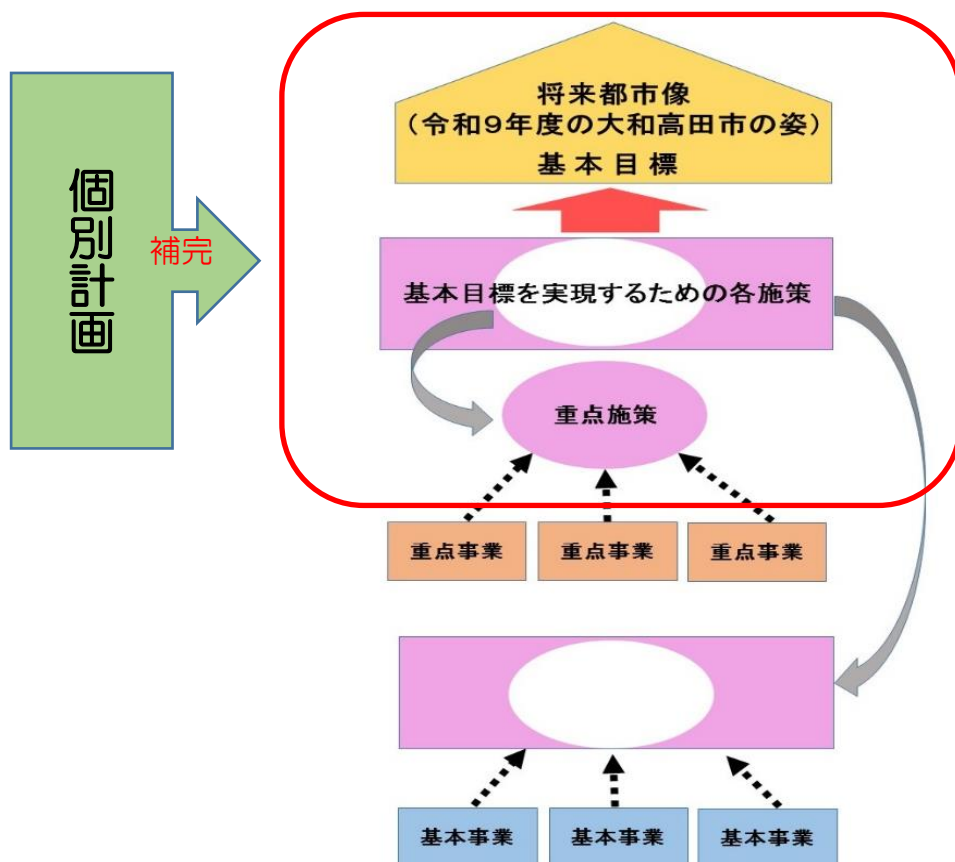 個別計画
補完
将来都市像
(令和9年度の大和高田市の姿)
基本目標
基本目標を実現するための各施策
重点施策
重点事業
重点事業
重点事業
基本事業
基本事業
基本事業